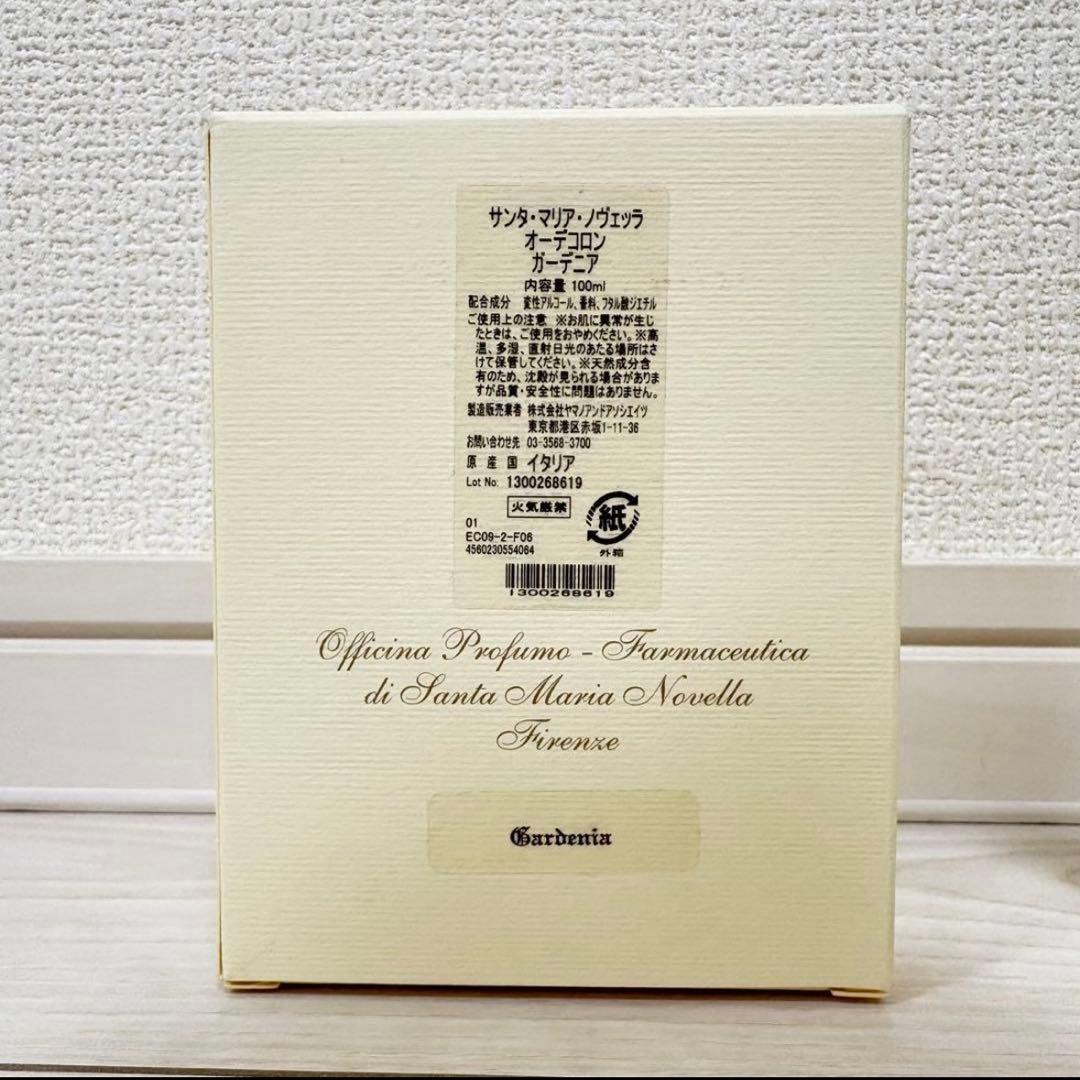 サンタ・マリア・ノヴェッラ
オーデコロン
ガーデニア
内容量 100ml
配合成分 変性アルコール、香料、フタル酸ジエチル
ご使用上の注意 ※お肌に異常が生じ
たときは、ご使用をおやめください。※高
温、多湿、直射日光のあたる場所はさ
けて保管してください。※天然成分含
有のため、沈殿が見られる場合がありま
すが品質・安全性に問題はありません。
製造販売業者 株式会社ヤマノアンドアソシエイツ
東京都港区赤坂1-11-36
お問い合わせ先 03-3568-3700
原産国 イタリア
Lot No: 1300268619
火気厳禁
紙
外箱
01
EC09-2-F06
4560230554064
1300268619
Officina Profumo - Farmaceutica
di Santa Maria Novella
Firenze
Gardenia